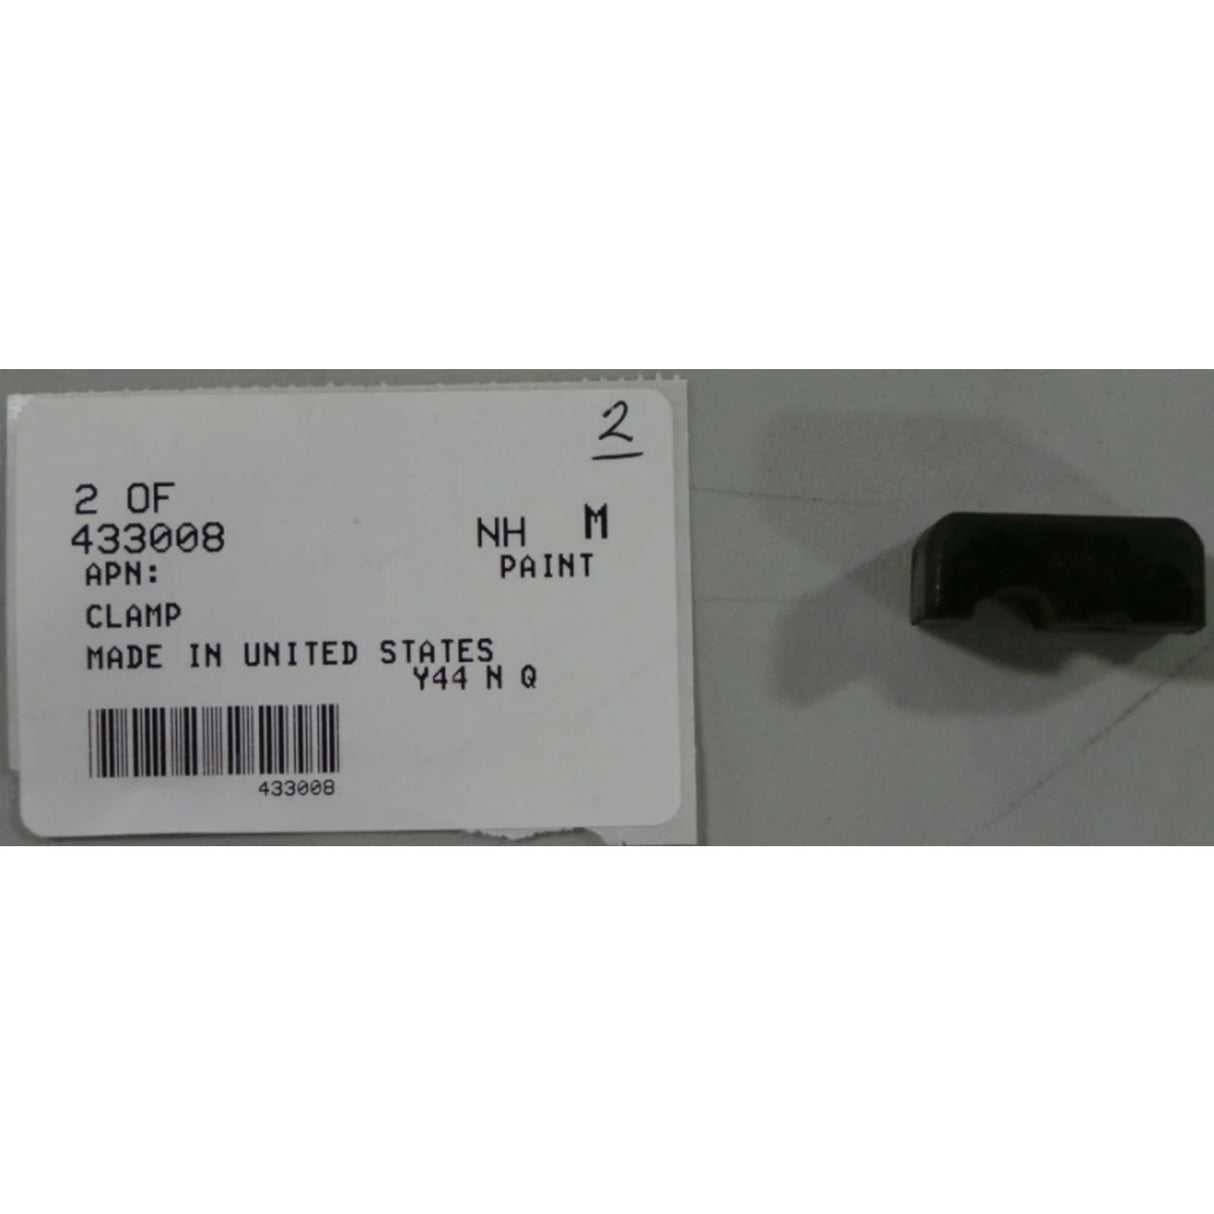 2
2 OF
433008
NH M
APN:
PAINT
CLAMP
MADE IN UNITED STATES
Y44 N Q
433008